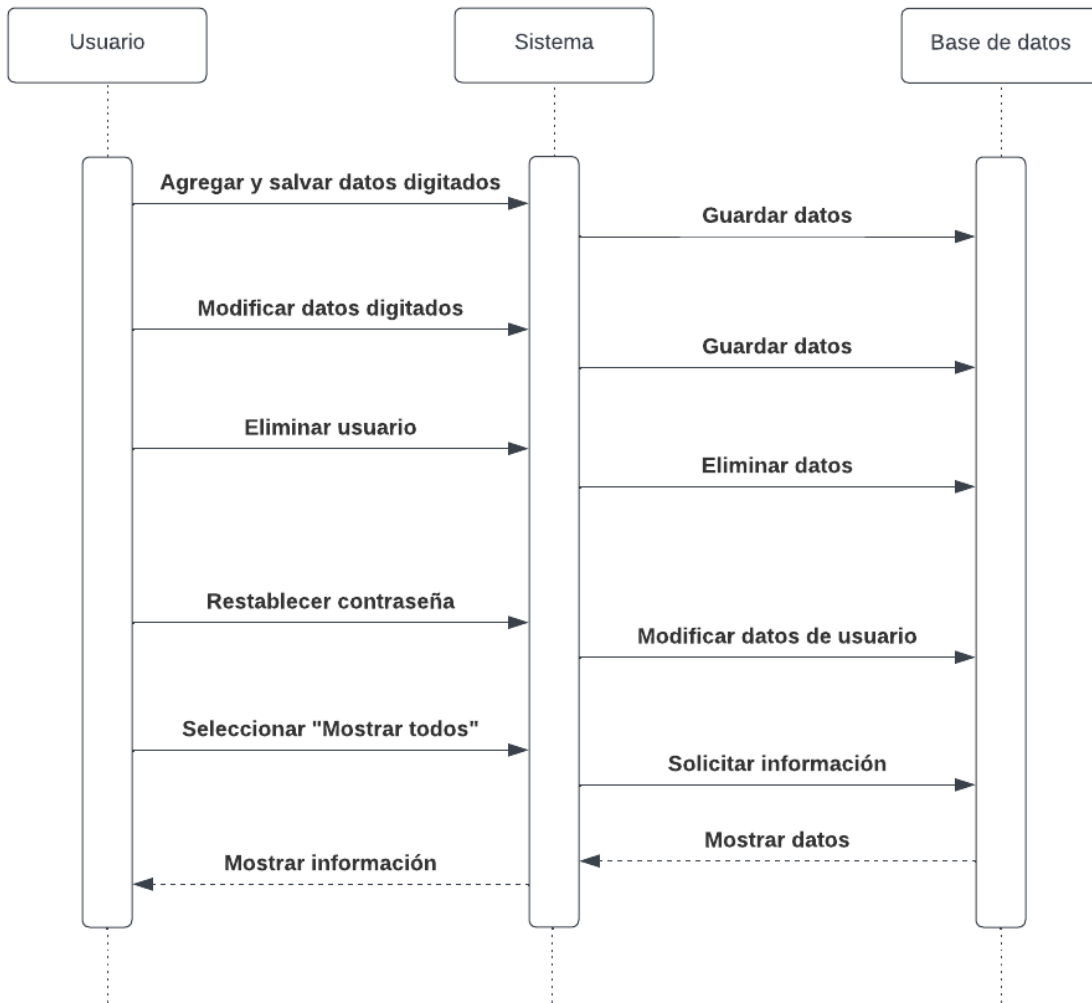 Usuario
Sistema
Base de datos
Agregar y salvar datos digitados
Guardar datos
Modificar datos digitados
Guardar datos
Eliminar usuario
Eliminar datos
Restablecer contraseña
Modificar datos de usuario
Seleccionar "Mostrar todos"
Solicitar información
Mostrar datos
Mostrar información